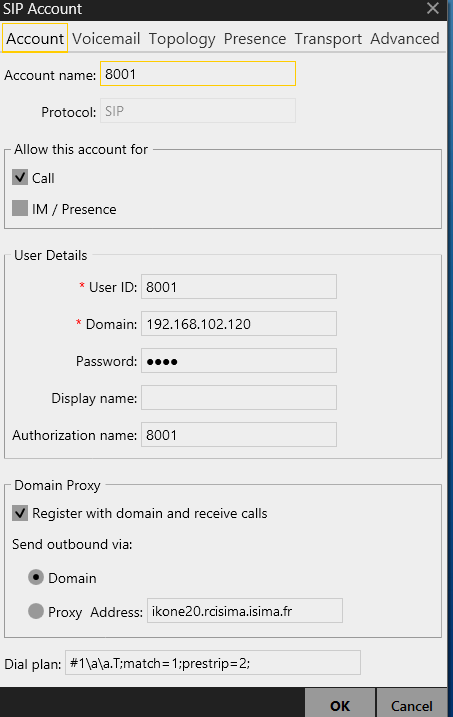 SIP Account
Account Voicemail Topology Presence Transport Advanced
Account name: 8001
Protocol: SIP
Allow this account for
Call
IM / Presence
User Details
* User ID: 8001
* Domain: 192.168.102.120
Password: ●●●●
Display name:
Authorization name: 8001
Domain Proxy
Register with domain and receive calls
Send outbound via:
Domain
Proxy Address: ikone20.rcisima.isima.fr
Dial plan: #1\a\a.T;match=1;prestrip=2;
OK Cancel